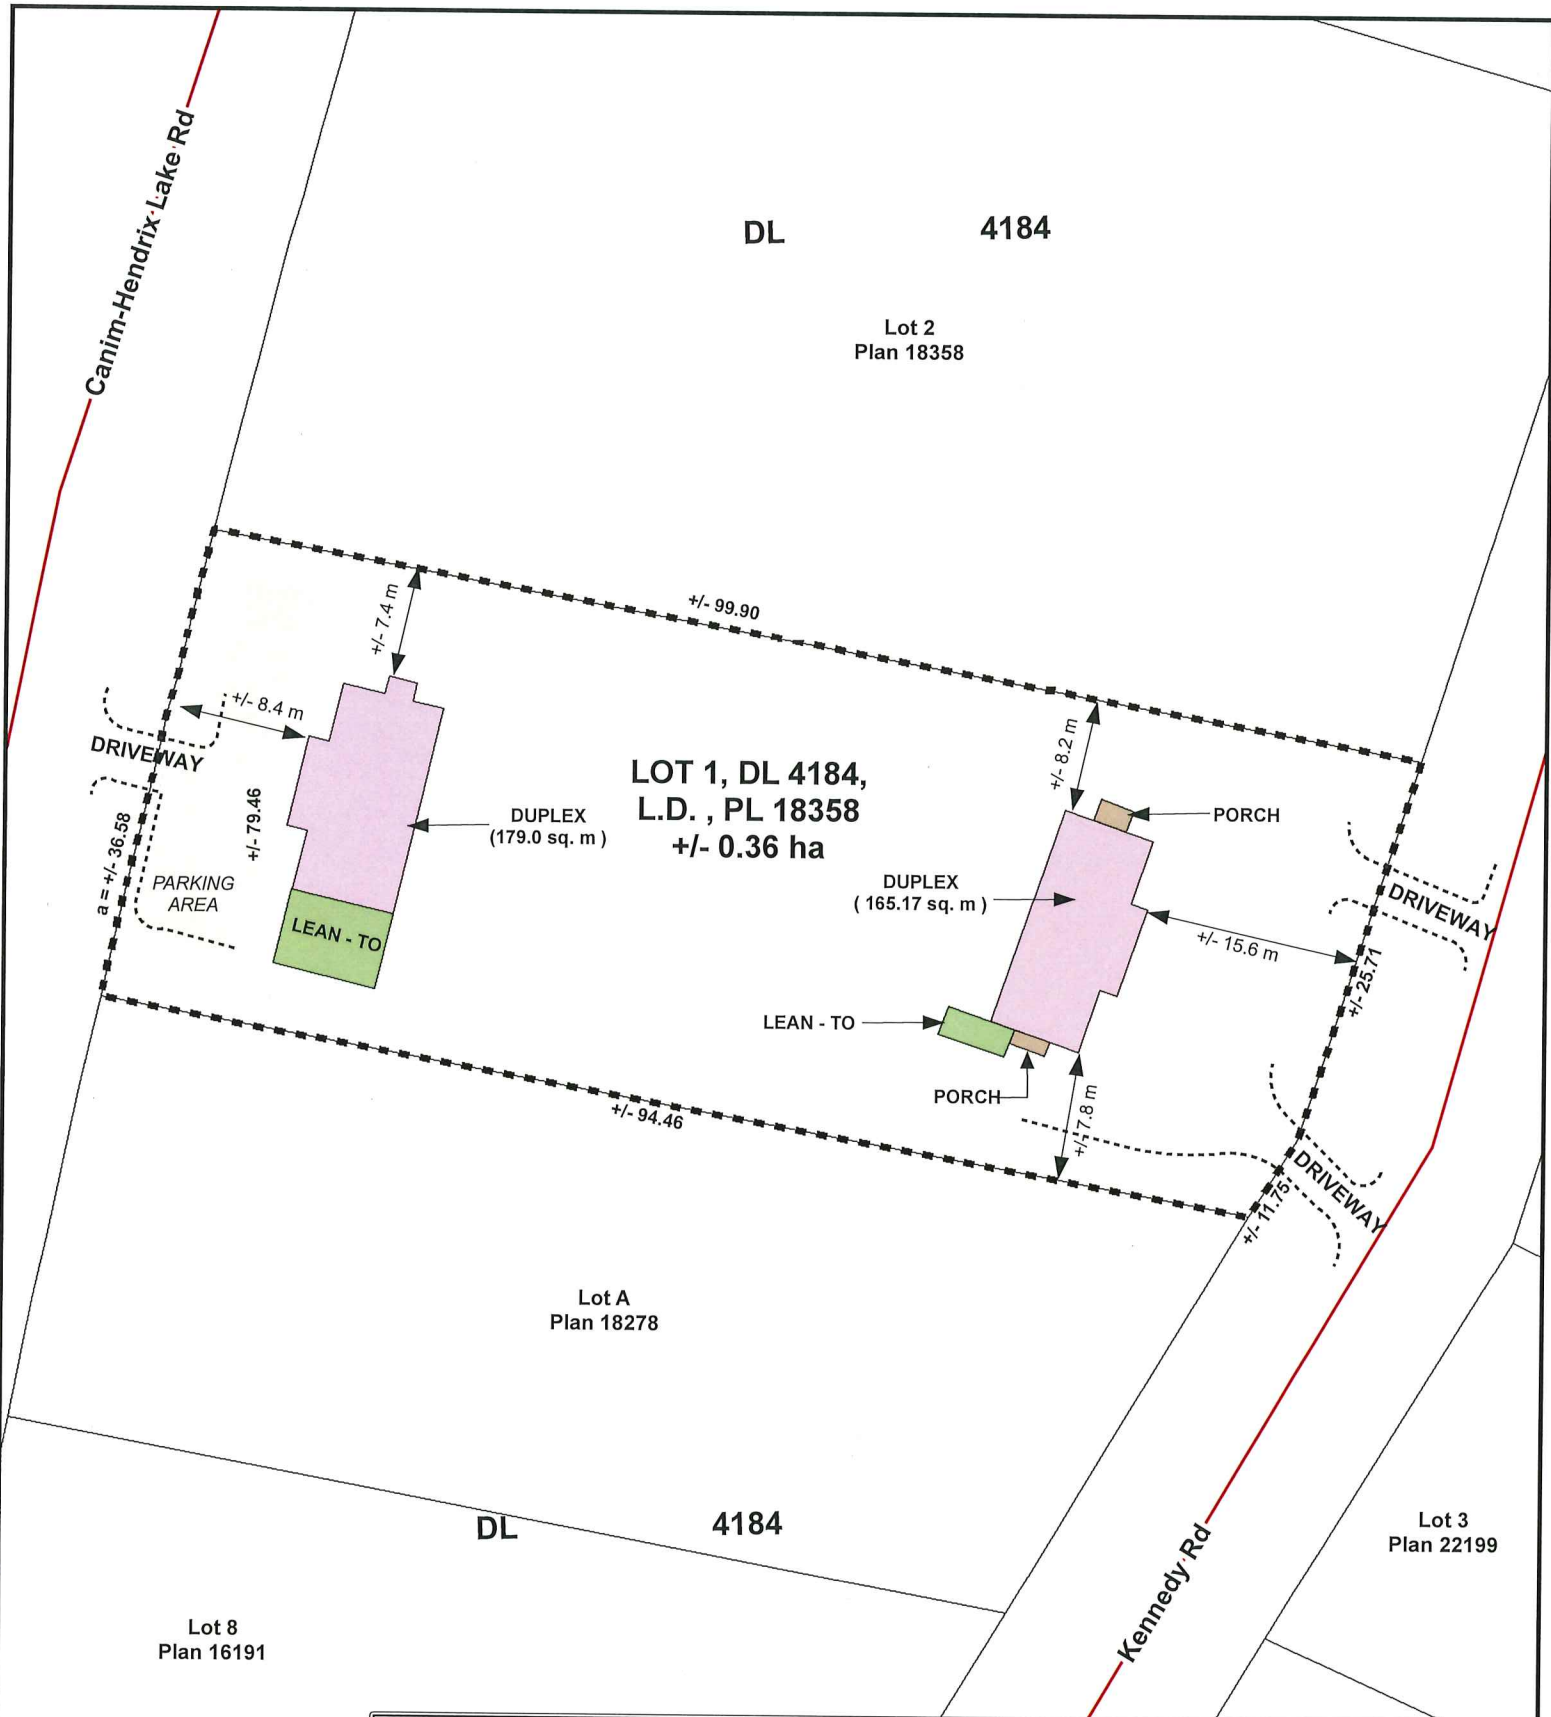 Canim-Hendrix Lake Rd
DL 4184
Lot 2
Plan 18358
+/- 99.90
+/- 7.4 m
+/- 8.4 m
DRIVEWAY
+/- 79.46
a = +/- 36.58
PARKING
AREA
LEAN - TO
DUPLEX
(179.0 sq. m )
LOT 1, DL 4184,
L.D. , PL 18358
+/- 0.36 ha
+/- 8.2 m
PORCH
DUPLEX
( 165.17 sq. m )
+/- 15.6 m
DRIVEWAY
+/- 25.71
LEAN - TO
PORCH
+/- 7.8 m
DRIVEWAY
+/- 11.75
+/- 94.46
Lot A
Plan 18278
DL 4184
Lot 3
Plan 22199
Kennedy Rd
Lot 8
Plan 16191